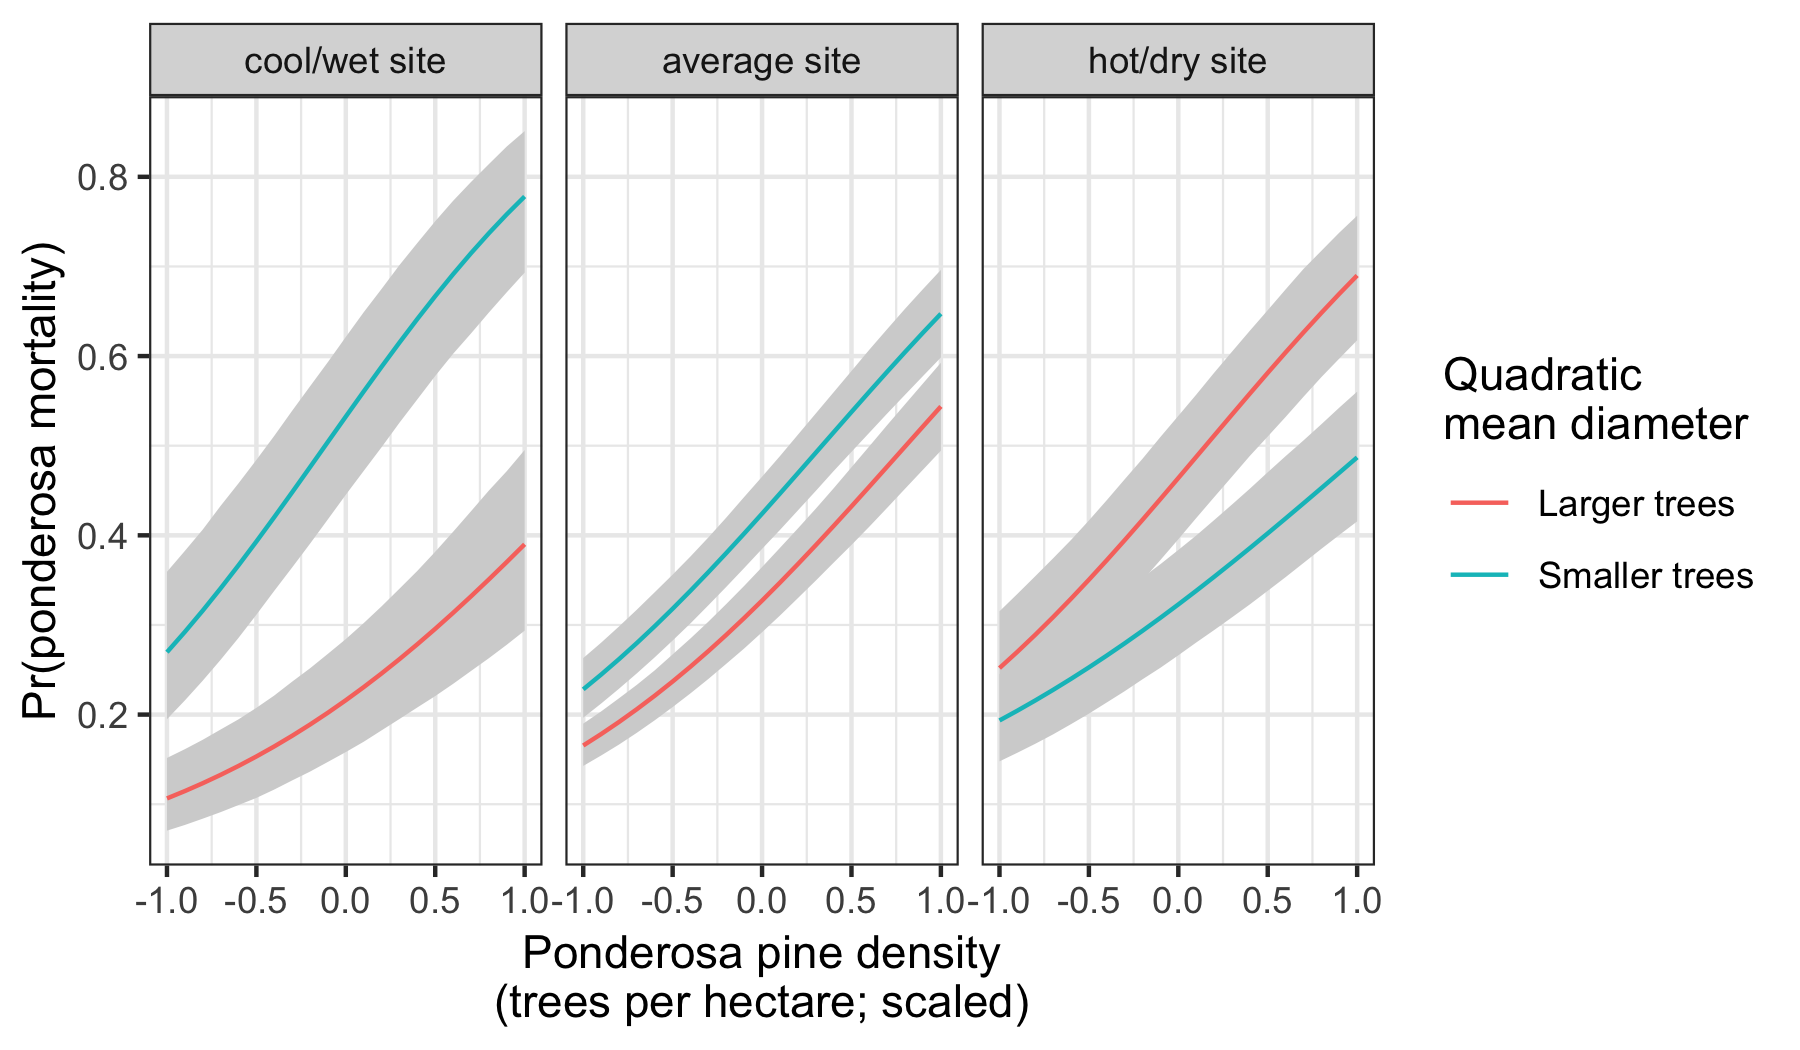 cool/wet site
average site
hot/dry site
Pr(ponderosa mortality)
0.8
0.6
0.4
0.2
-1.0 -0.5 0.0 0.5 1.0
-1.0 -0.5 0.0 0.5 1.0
-1.0 -0.5 0.0 0.5 1.0
Ponderosa pine density
(trees per hectare; scaled)
Quadratic
mean diameter
Larger trees
Smaller trees